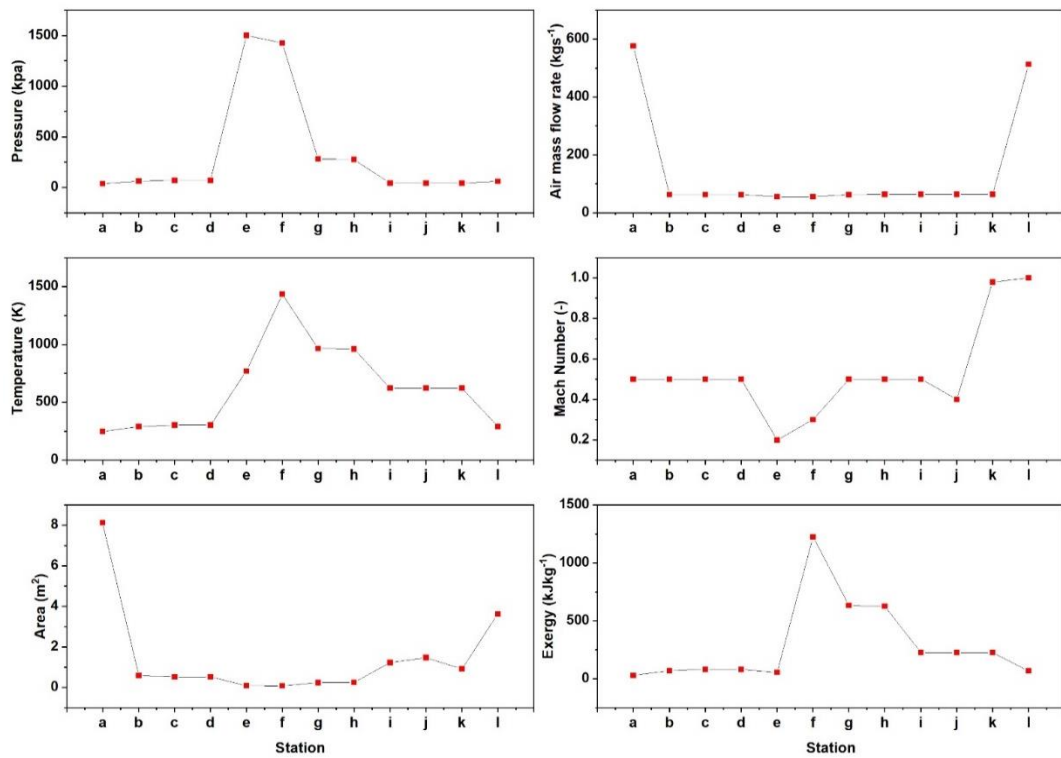 Pressure (kpa)
1500
1000
500
0
a b c d e f g h i j k l
Air mass flow rate (kgs⁻¹)
600
400
200
0
a b c d e f g h i j k l
Temperature (K)
1500
1000
500
0
a b c d e f g h i j k l
Mach Number (-)
1.0
0.8
0.6
0.4
0.2
a b c d e f g h i j k l
Area (m²)
8
6
4
2
0
a b c d e f g h i j k l
Station
Exergy (kJkg⁻¹)
1500
1000
500
0
a b c d e f g h i j k l
Station